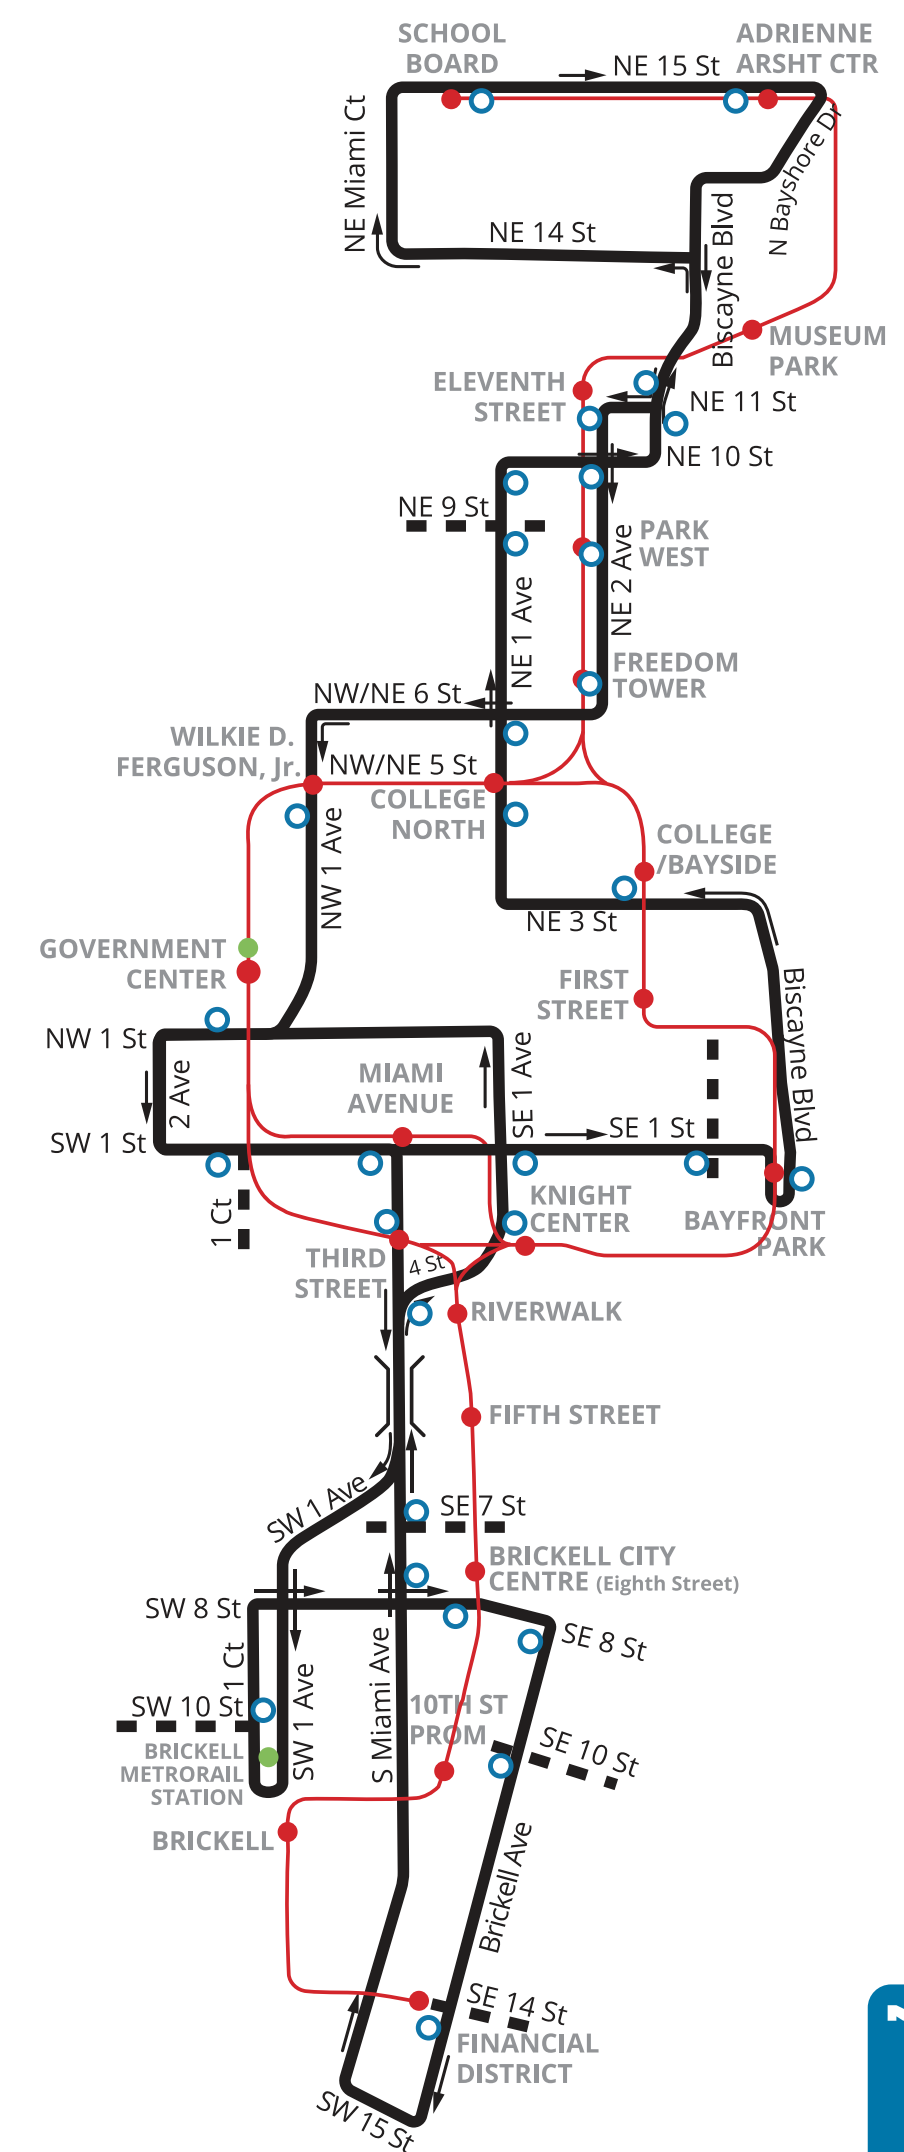 SCHOOL
BOARD
ADRIENNE
ARSHT CTR
NE 15 St
NE Miami Ct
N Bayshore Dr
NE 14 St
Biscayne Blvd
MUSEUM
PARK
ELEVENTH
STREET
NE 11 St
NE 10 St
NE 9 St
PARK
WEST
NE 2 Ave
NE 1 Ave
FREEDOM
TOWER
NW/NE 6 St
WILKIE D.
FERGUSON, Jr.
NW/NE 5 St
COLLEGE
NORTH
NW 1 Ave
COLLEGE
/BAYSIDE
NE 3 St
GOVERNMENT
CENTER
FIRST
STREET
Biscayne Blvd
NW 1 St
2 Ave
MIAMI
AVENUE
SE 1 Ave
SE 1 St
SW 1 St
1 Ct
KNIGHT
CENTER
BAYFRONT
PARK
THIRD
STREET
4 St
RIVERWALK
FIFTH STREET
SW 1 Ave
SE 7 St
BRICKELL CITY
CENTRE (Eighth Street)
SW 8 St
SE 8 St
1 Ct
SW 1 Ave
S Miami Ave
SW 10 St
10TH ST
PROM
SE 10 St
BRICKELL
METRORAIL
STATION
BRICKELL
Brickell Ave
SE 14 St
FINANCIAL
DISTRICT
SW 15 St